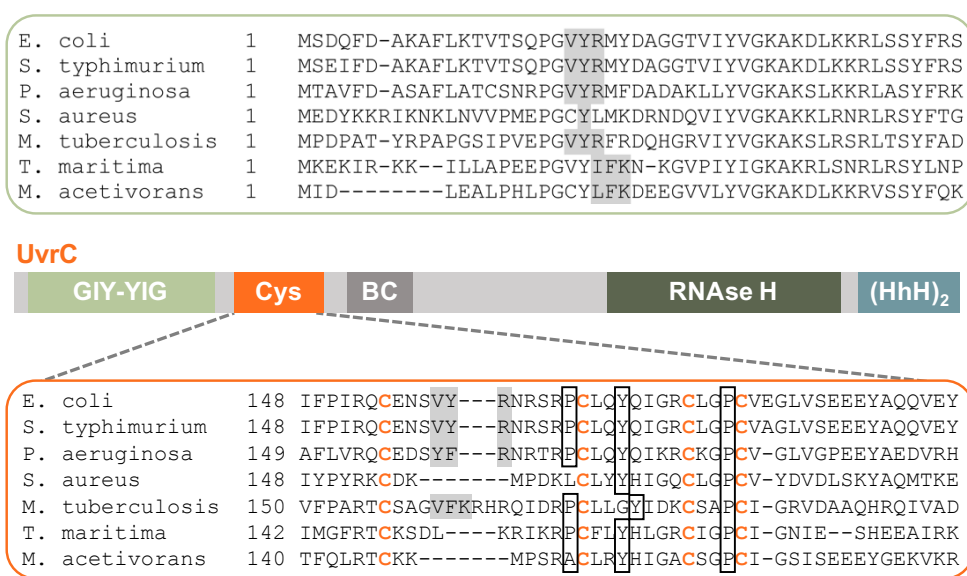 E. coli 1 MSDQFD-AKAFLKTVTSQPGVYRMYDAGGTVIYVGKAKDLKKRLSSYFRS
S. typhimurium 1 MSEIFD-AKAFLKTVTSQPGVYRMYDAGGTVIYVGKAKDLKKRLSSYFRS
P. aeruginosa 1 MTAVFD-ASAFLATCSNRPGVYRMFDADAKLLYVGKAKSLKKRLASYFRK
S. aureus 1 MEDYKKRIKNKLNVVPMEPGCYLMKDRNDQVIYVGKAKKLRNRLRSYFTG
M. tuberculosis 1 MPDPAT-YRPAPGSIPVEPGVYRFRDQHGRVIYVGKAKSLRSRLTSYFAD
T. maritima 1 MKEKIR-KK--ILLAPEEPGVYIFKN-KGVPIYIGKAKRLSNRLRSYLNP
M. acetivorans 1 MID--------LEALPHLPGCYLFKDEEGVVLYVGKAKDLKKRVSSYFQK
UvrC
GIY-YIG Cys BC RNAse H (HhH)2
E. coli 148 IFPIRQCENSVY---RNRSRPCLQYQIGRCLGPCVEGLVSEEEYAQQVEY
S. typhimurium 148 IFPIRQCENSVY---RNRSRPCLQYQIGRCLGPCVAGLVSEEEYAQQVEY
P. aeruginosa 149 AFLVRQCEDSYF---RNRTRPCLQYQIKRCKGPCV-GLVGPEEYAEDVRH
S. aureus 148 IYPYRKCDK------MPDKLCLYYHIGQCLGPCV-YDVDLSKYAQMTKE
M. tuberculosis 150 VFPARTCSAGVFKRHRQIDRPCLLGYIDKCSAPCI-GRVDAAQHRQIVAD
T. maritima 142 IMGFRTCKSDL----KRIKRPCFLYHLGRCIGPCI-GNIE--SHEEAIRK
M. acetivorans 140 TFQLRTCKK------MPSRACLRYHIGACSGPCI-GSISEEEYGEKVKR